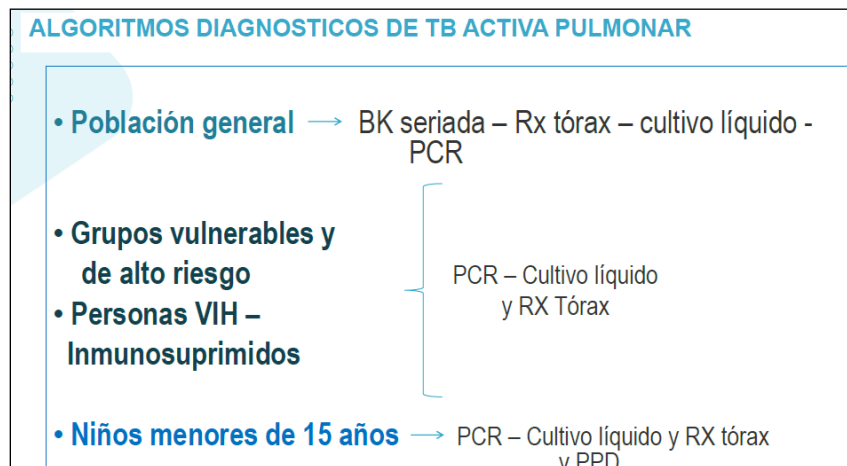 ALGORITMOS DIAGNOSTICOS DE TB ACTIVA PULMONAR
• Población general → BK seriada – Rx tórax – cultivo líquido -
PCR
• Grupos vulnerables y
de alto riesgo
• Personas VIH –
Inmunosuprimidos
PCR – Cultivo líquido
y RX Tórax
• Niños menores de 15 años → PCR – Cultivo líquido y RX tórax
y PPD